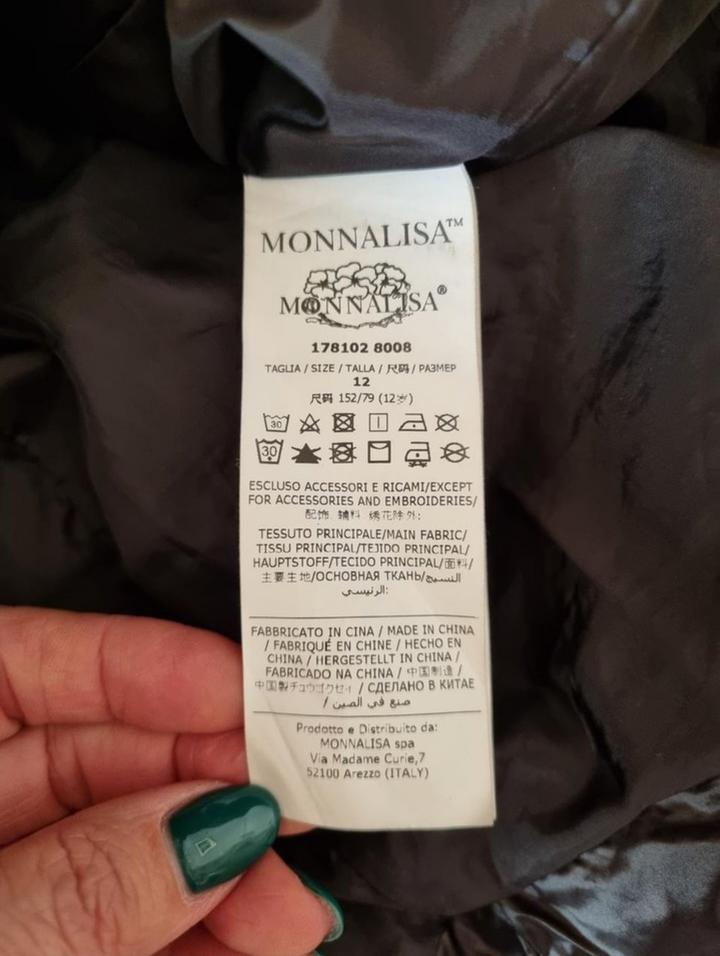 MONNALISA™
MONNALISA®
178102 8008
TAGLIA / SIZE / TALLA / 尺码 / РАЗМЕР
12
尺码 152/79 (12岁)
30
30
ESCLUSO ACCESSORI E RICAMI/EXCEPT
FOR ACCESSORIES AND EMBROIDERIES/
配饰 辅料 绣花除外:
TESSUTO PRINCIPALE/MAIN FABRIC/
TISSU PRINCIPAL/TEJIDO PRINCIPAL/
HAUPTSTOFF/TECIDO PRINCIPAL/面料/
主要生地/ОСНОВНАЯ ТКАНЬ/النسيج
الرئيسي:
FABBRICATO IN CINA / MADE IN CHINA
/ FABRIQUÉ EN CHINE / HECHO EN
CHINA / HERGESTELLT IN CHINA /
FABRICADO NA CHINA / 中国制造 /
中国製チュウゴクセイ / СДЕЛАНО В КИТАЕ
/ صنع في الصين
Prodotto e Distribuito da:
MONNALISA spa
Via Madame Curie,7
52100 Arezzo (ITALY)